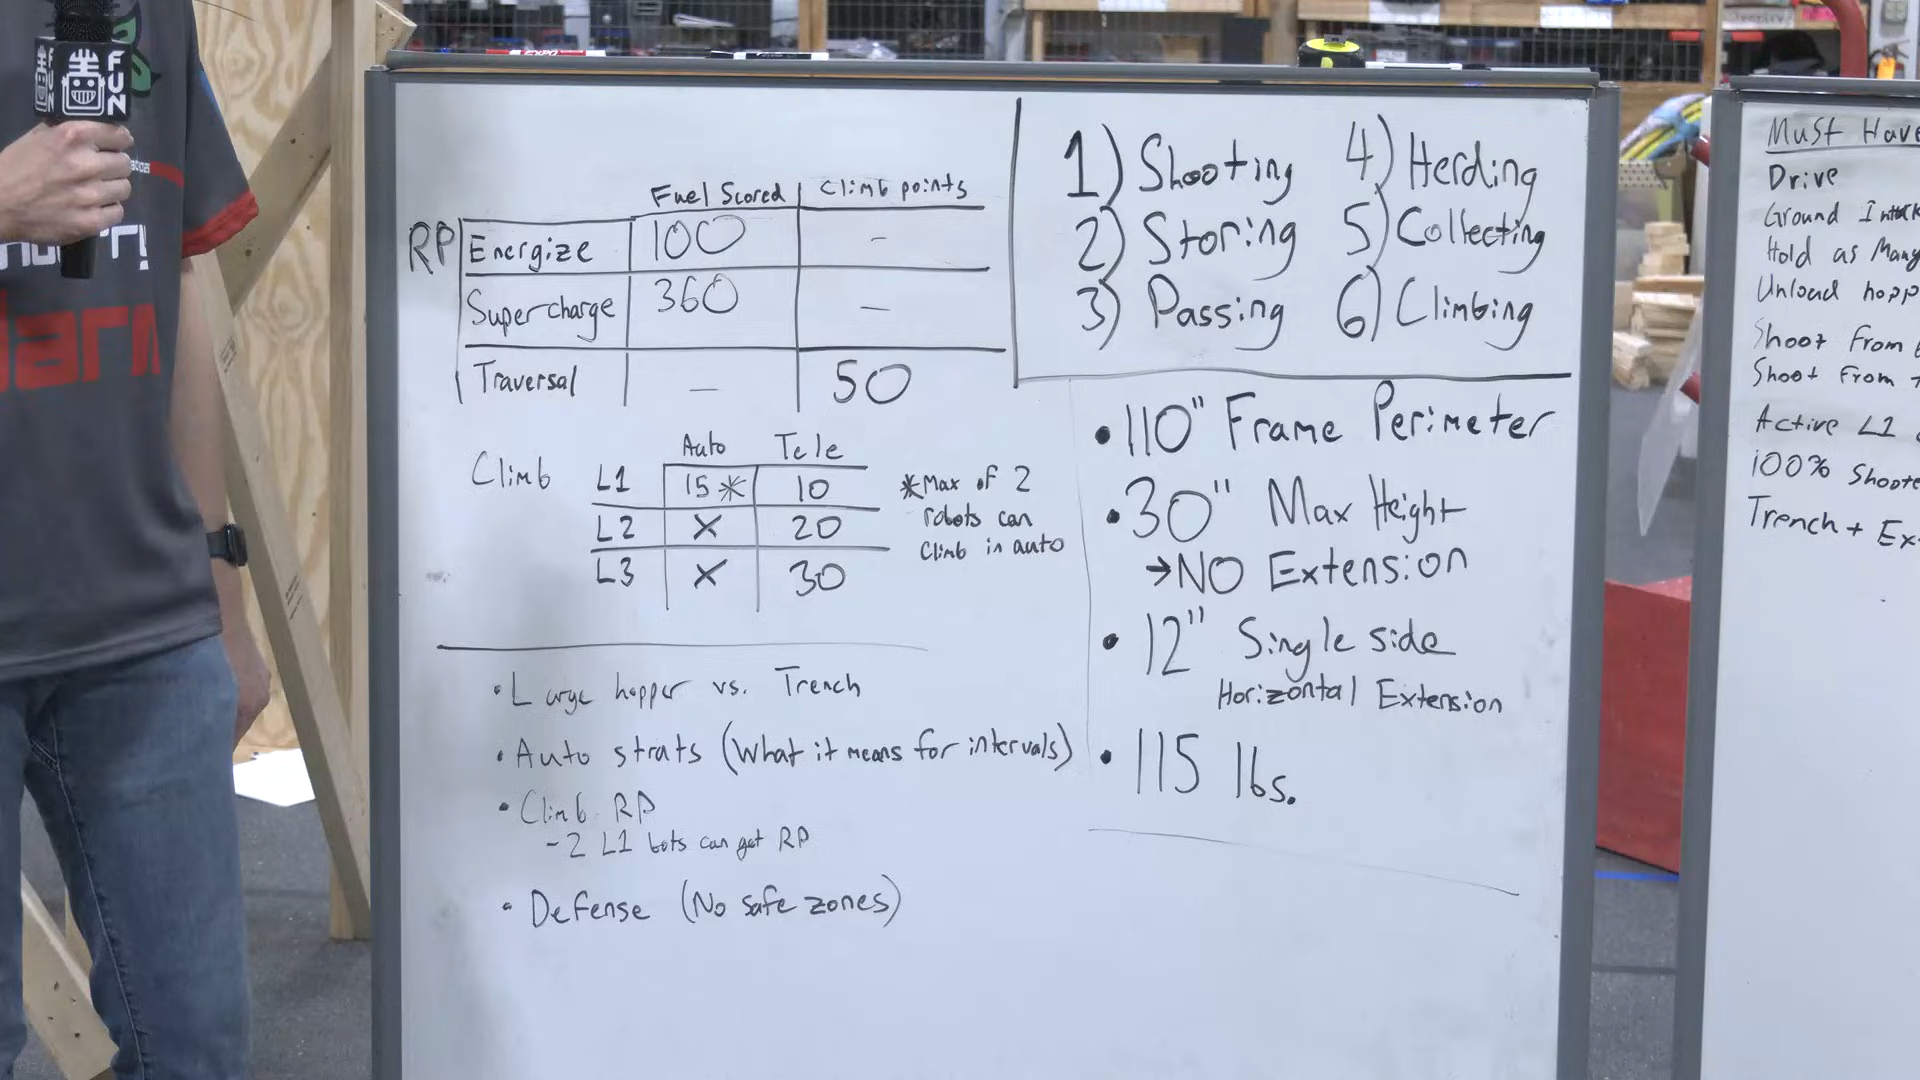 FUN
FUN
EXPO
Fuel Scored Climb points
RP Energize 100 -
Supercharge 360 -
Traversal - 50
Climb Auto Tele
L1 15* 10
L2 X 20
L3 X 30
*Max of 2
robots can
Climb in auto
• Large hopper vs. Trench
• Auto strats (What it means for intervals)
• Climb RP
- 2 L1 bots can get RP
• Defense (No safe zones)
1) Shooting
2) Storing
3) Passing
4) Herding
5) Collecting
6) Climbing
• 110" Frame Perimeter
• 30" Max Height
→ NO Extension
• 12" Single side
Horizontal Extension
• 115 lbs.
Must Have
Drive
Ground
Hold as Many
Unload
Shoot From
Shoot From
Active L1
100%
Trench +